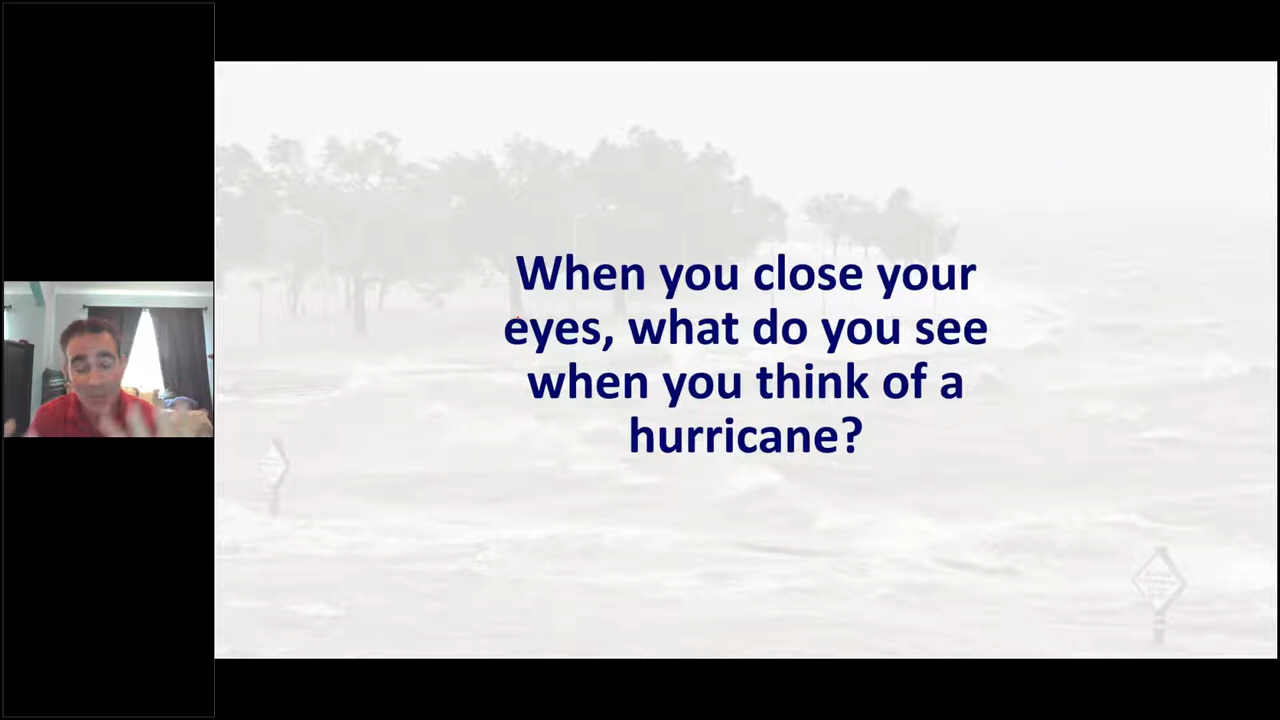 When you close your
eyes, what do you see
when you think of a
hurricane?